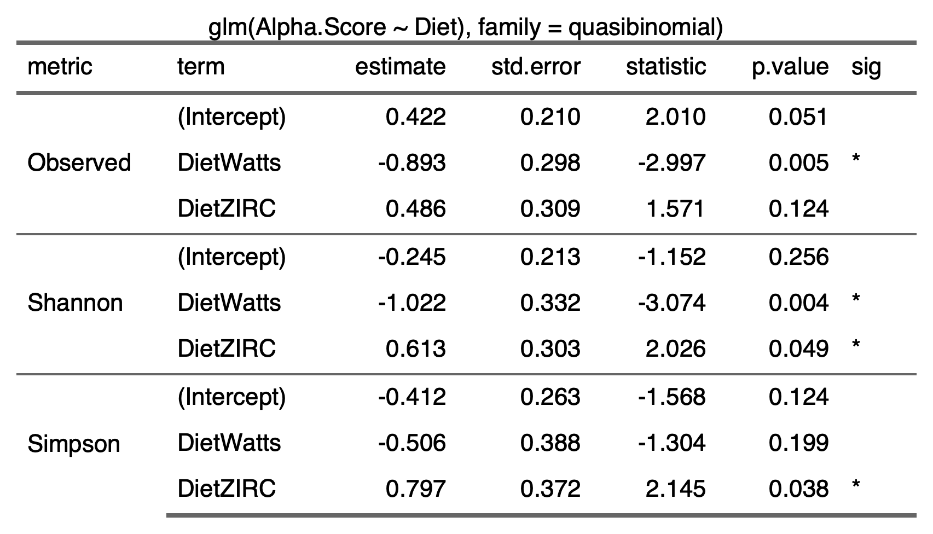 glm(Alpha.Score ~ Diet), family = quasibinomial)
metric term estimate std.error statistic p.value sig
(Intercept) 0.422 0.210 2.010 0.051
Observed DietWatts -0.893 0.298 -2.997 0.005 *
DietZIRC 0.486 0.309 1.571 0.124
(Intercept) -0.245 0.213 -1.152 0.256
Shannon DietWatts -1.022 0.332 -3.074 0.004 *
DietZIRC 0.613 0.303 2.026 0.049 *
(Intercept) -0.412 0.263 -1.568 0.124
Simpson DietWatts -0.506 0.388 -1.304 0.199
DietZIRC 0.797 0.372 2.145 0.038 *